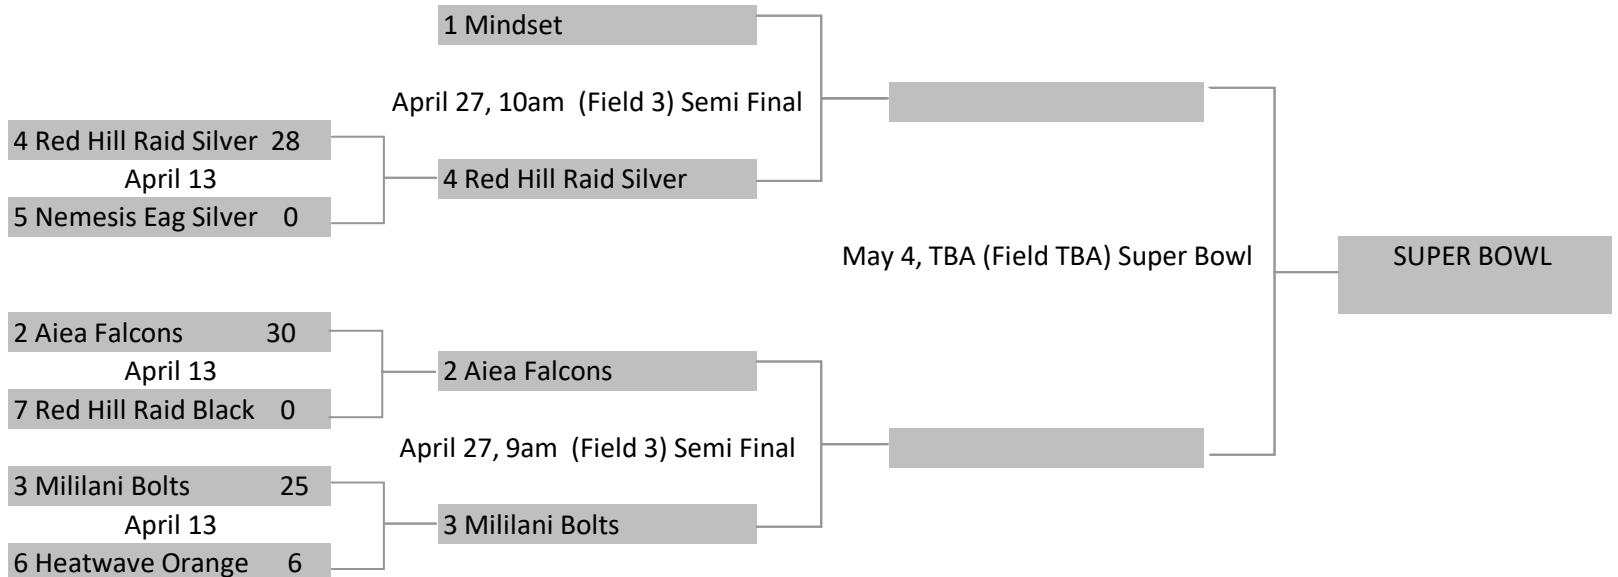 1 Mindset
April 27, 10am (Field 3) Semi Final
4 Red Hill Raid Silver 28
April 13
4 Red Hill Raid Silver
5 Nemesis Eag Silver 0
May 4, TBA (Field TBA) Super Bowl
SUPER BOWL
2 Aiea Falcons 30
April 13
2 Aiea Falcons
7 Red Hill Raid Black 0
April 27, 9am (Field 3) Semi Final
3 Mililani Bolts 25
April 13
3 Mililani Bolts
6 Heatwave Orange 6